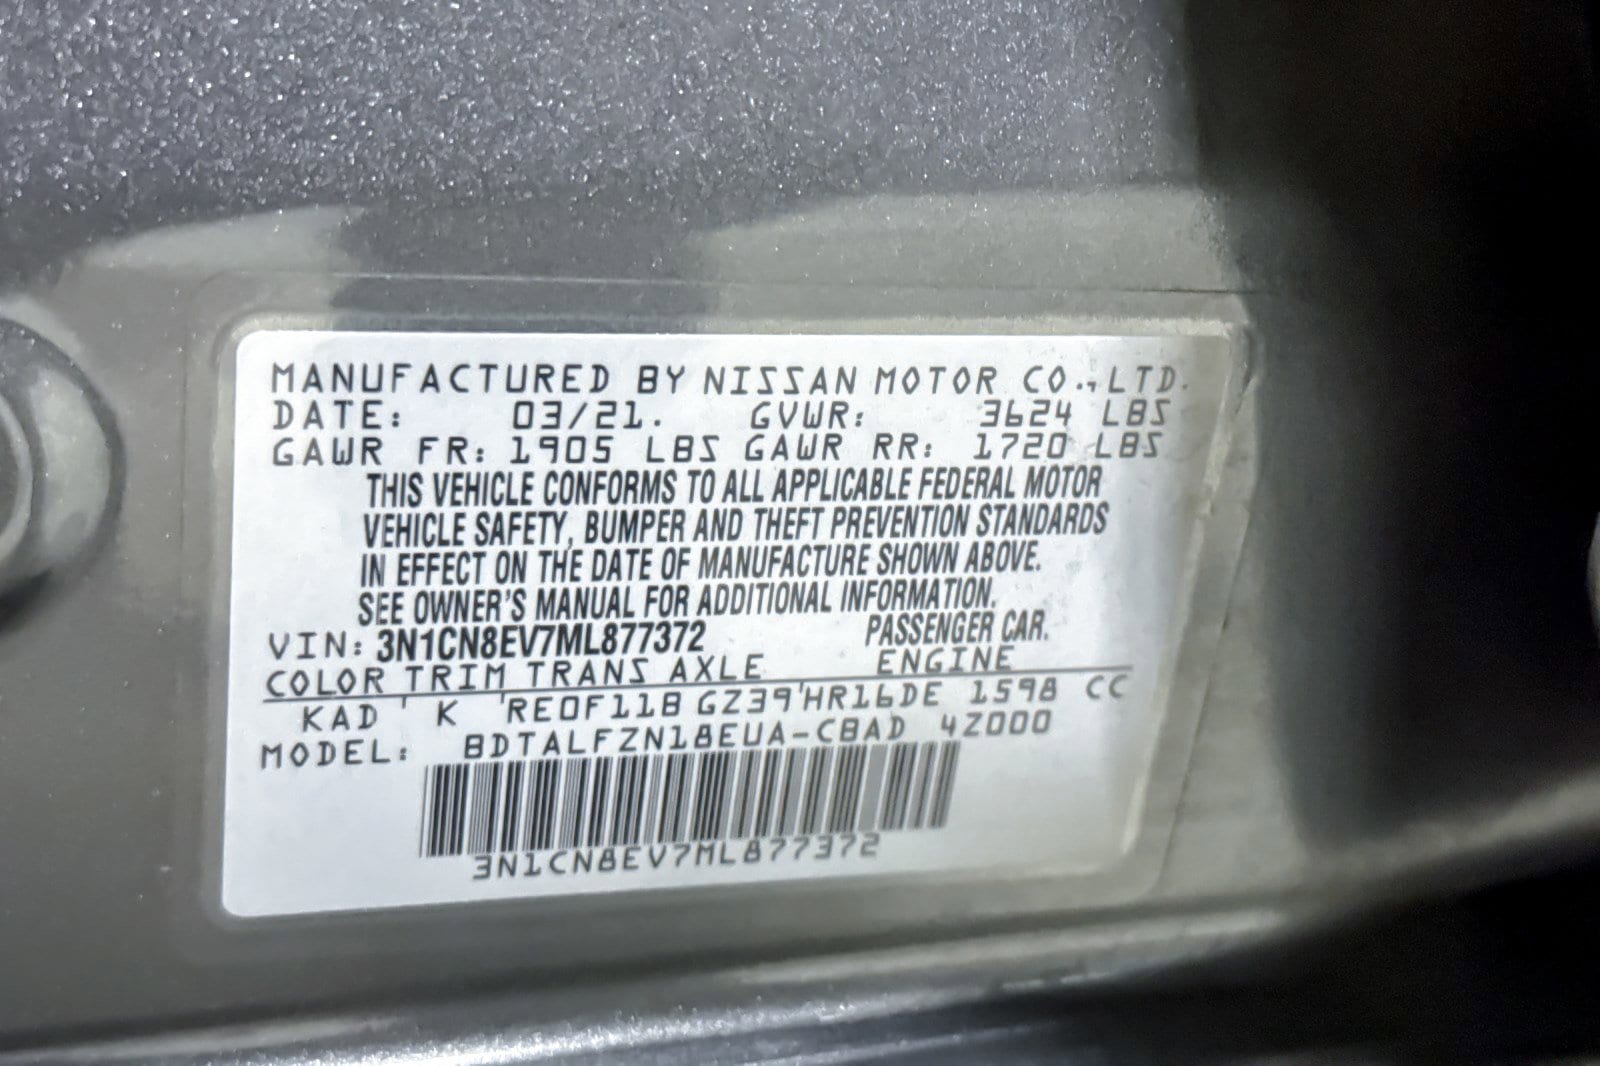 MANUFACTURED BY NISSAN MOTOR CO., LTD.
DATE: 03/21. GVWR: 3624 LBS
GAWR FR: 1905 LBS GAWR RR: 1720 LBS
THIS VEHICLE CONFORMS TO ALL APPLICABLE FEDERAL MOTOR
VEHICLE SAFETY, BUMPER AND THEFT PREVENTION STANDARDS
IN EFFECT ON THE DATE OF MANUFACTURE SHOWN ABOVE.
SEE OWNER'S MANUAL FOR ADDITIONAL INFORMATION.
VIN: 3N1CN8EV7ML877372 PASSENGER CAR.
COLOR TRIM TRANS AXLE ENGINE
KAD ' K 'RE0F11B GZ39'HR16DE 1598 CC
MODEL: BDTALFZN18EUA-CBAD 4Z000
3N1CN8EV7ML877372